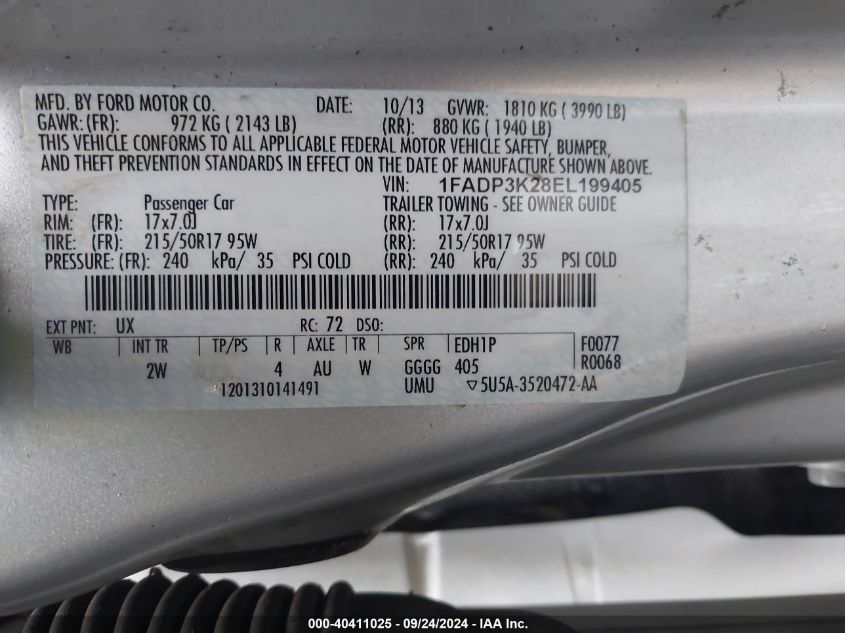 MFD. BY FORD MOTOR CO. DATE: 10/13 GVWR: 1810 KG ( 3990 LB)
GAWR: (FR): 972 KG ( 2143 LB) (RR): 880 KG ( 1940 LB)
THIS VEHICLE CONFORMS TO ALL APPLICABLE FEDERAL MOTOR VEHICLE SAFETY, BUMPER,
AND THEFT PREVENTION STANDARDS IN EFFECT ON THE DATE OF MANUFACTURE SHOWN ABOVE.
VIN: 1FADP3K28EL199405
TYPE: Passenger Car TRAILER TOWING - SEE OWNER GUIDE
RIM: (FR): 17x7.0J (RR): 17x7.0J
TIRE: (FR): 215/50R17 95W (RR): 215/50R17 95W
PRESSURE: (FR): 240 kPa/ 35 PSI COLD (RR): 240 kPa/ 35 PSI COLD
EXT PNT: UX RC: 72 DSO:
WB INT TR TP/PS R AXLE TR SPR EDH1P F0077
2W 4 AU W GGGG 405 R0068
1201310141491 UMU ▽5U5A-3520472-AA
000-40411025 - 09/24/2024 - IAA Inc.